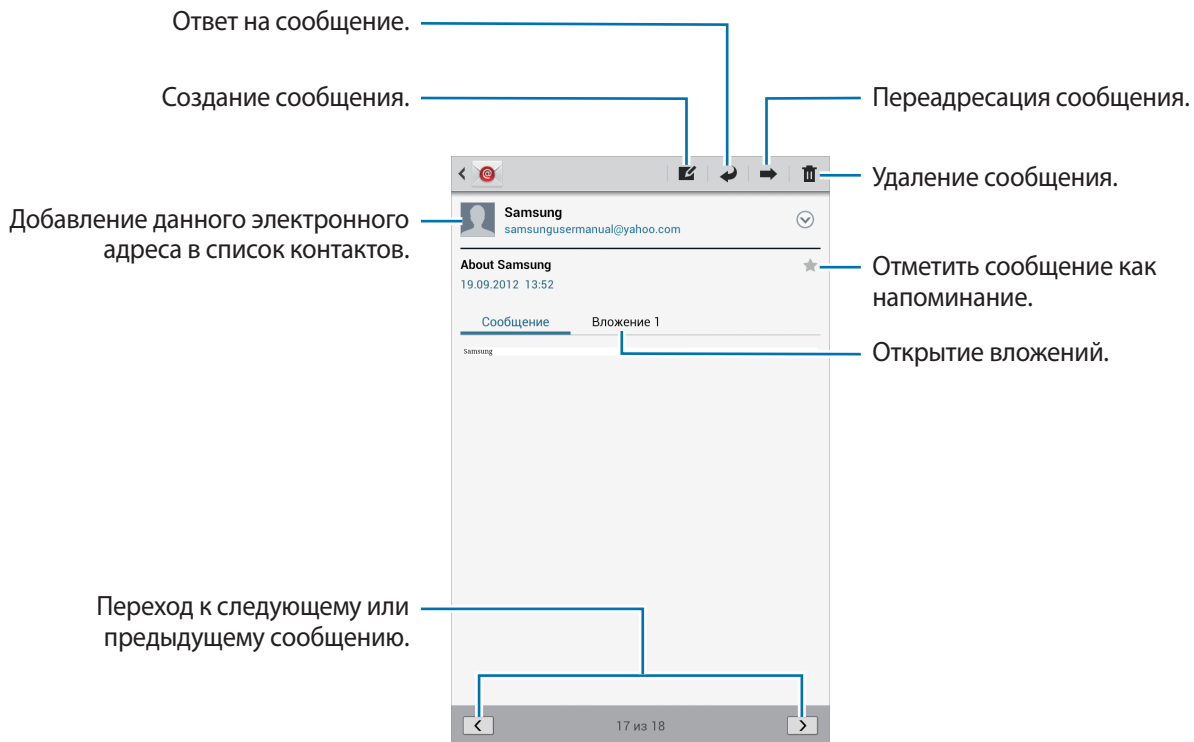 Ответ на сообщение.
Создание сообщения.
Переадресация сообщения.
Удаление сообщения.
Добавление данного электронного
адреса в список контактов.
Samsung
samsungusermanual@yahoo.com
About Samsung
19.09.2012 13:52
Отметить сообщение как
напоминание.
Сообщение
Вложение 1
Открытие вложений.
Samsung
Переход к следующему или
предыдущему сообщению.
17 из 18